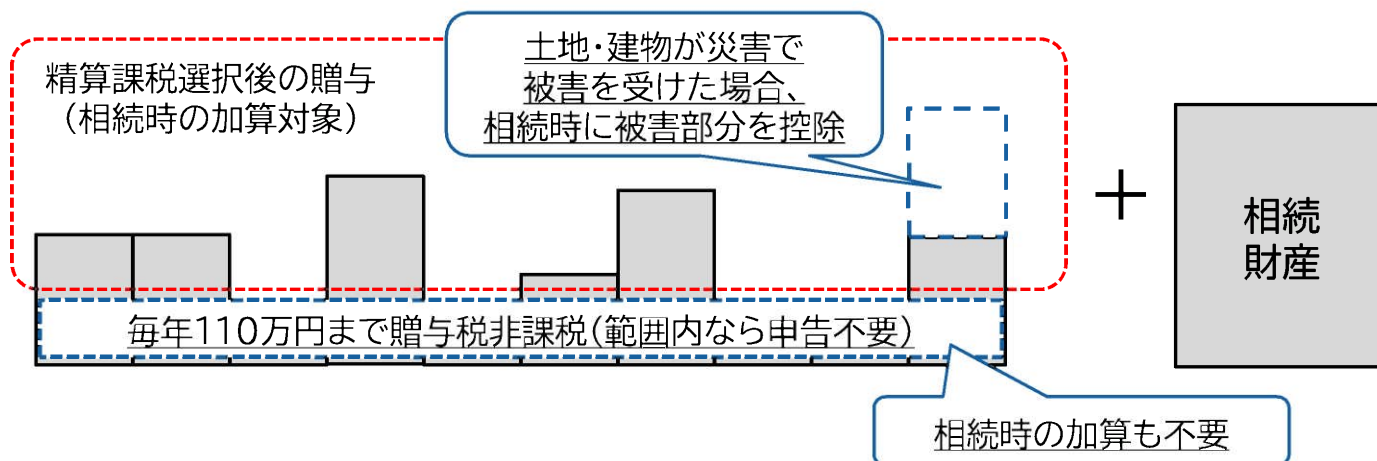 精算課税選択後の贈与
（相続時の加算対象）
土地・建物が災害で
被害を受けた場合、
相続時に被害部分を控除
＋
相続
財産
毎年110万円まで贈与税非課税（範囲内なら申告不要）
相続時の加算も不要